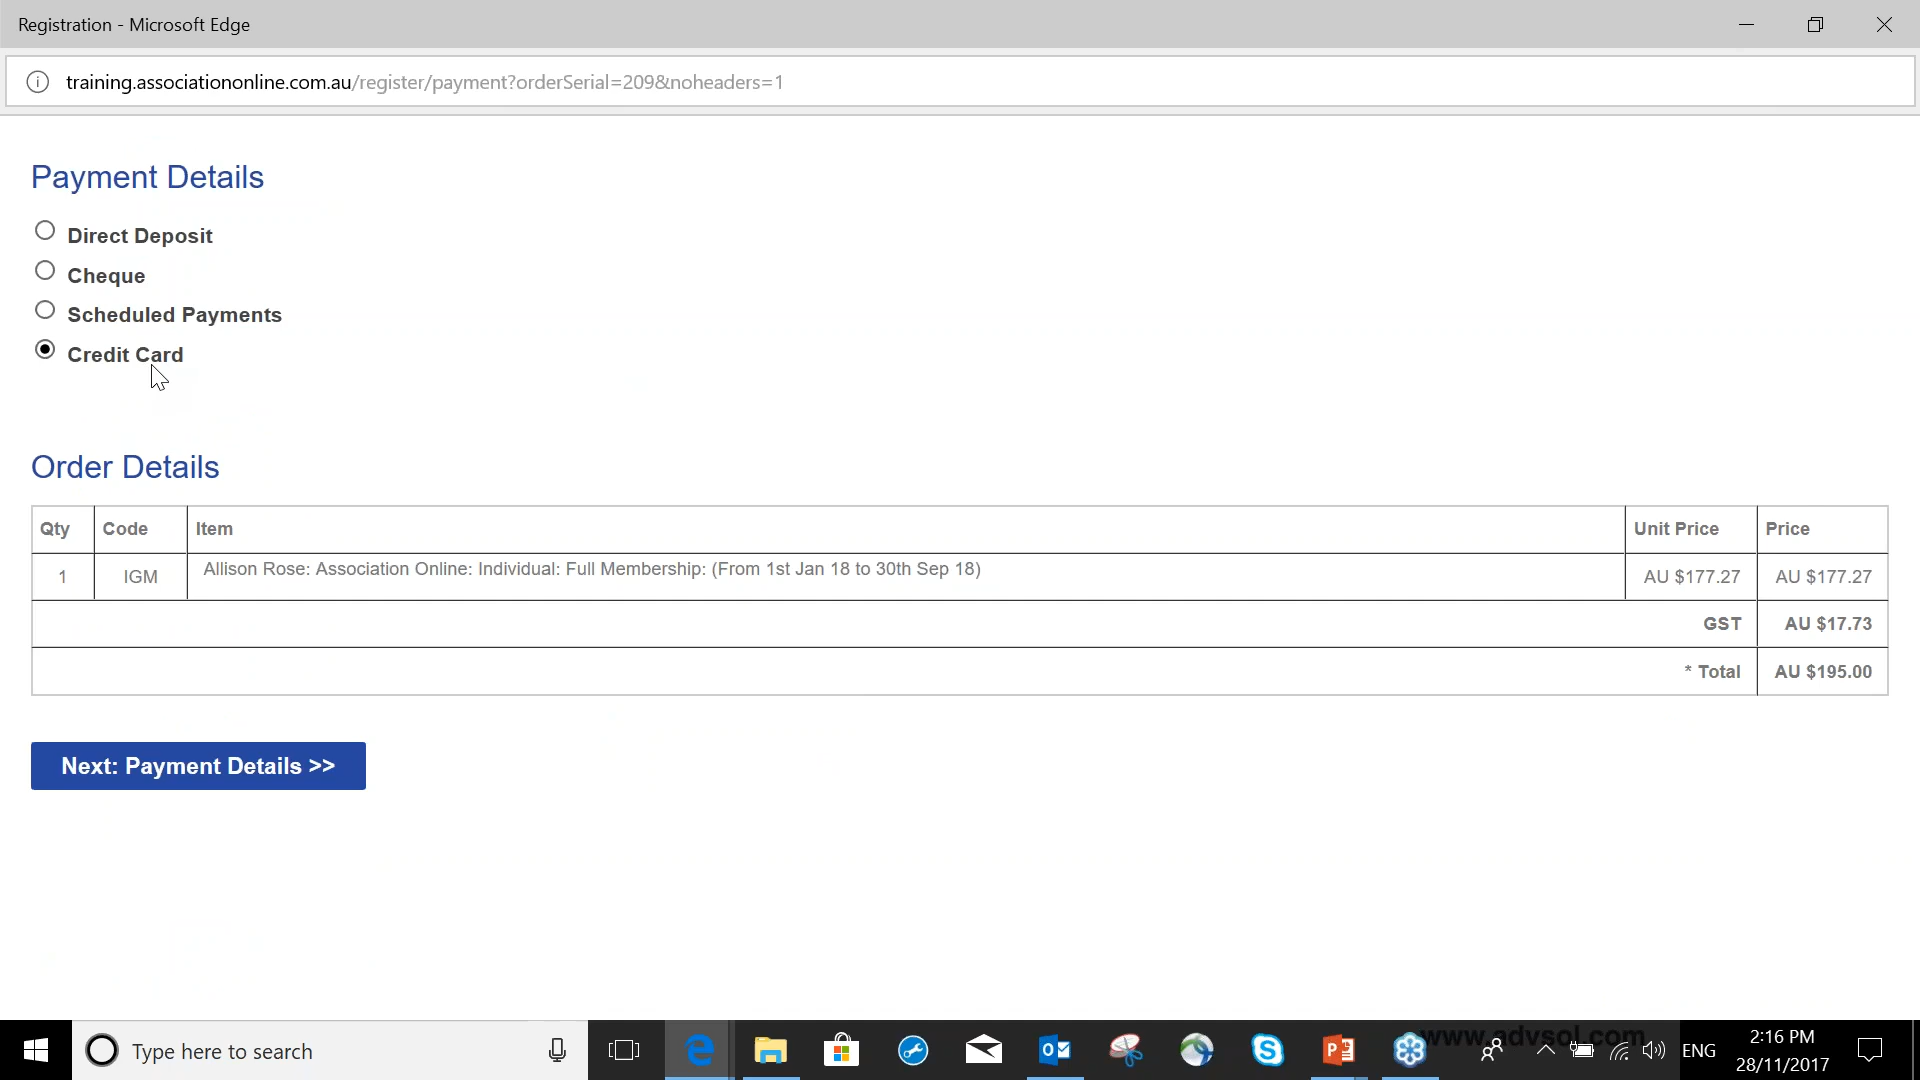 Registration - Microsoft Edge
training.associationonline.com.au/register/payment?orderSerial=209&noheaders=1
Payment Details
Direct Deposit
Cheque
Scheduled Payments
Credit Card
Order Details
Qty Code Item Unit Price Price
1 IGM Allison Rose: Association Online: Individual: Full Membership: (From 1st Jan 18 to 30th Sep 18) AU $177.27 AU $177.27
GST AU $17.73
* Total AU $195.00
Next: Payment Details >>
www.advsol.com
Type here to search ENG 2:16 PM
28/11/2017